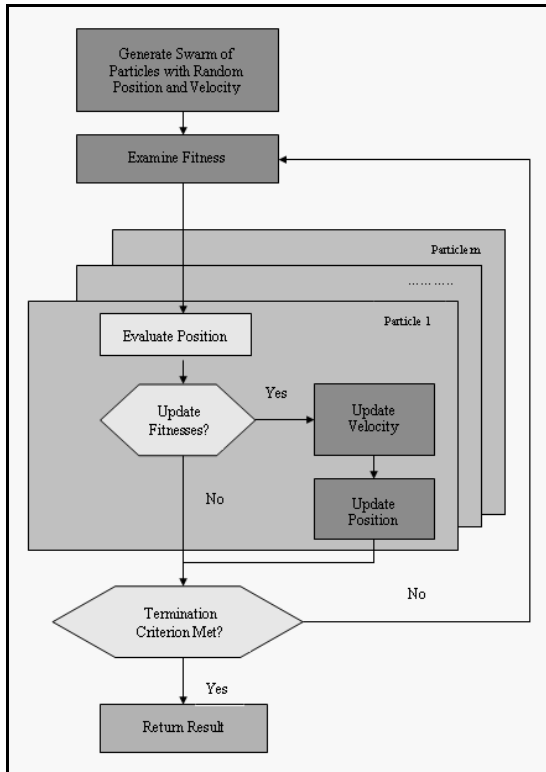 Generate Swarm of
Particles with Random
Position and Velocity
Examine Fitness
Particle m
...........
Particle 1
Evaluate Position
Update
Fitnesses?
Yes
Update
Velocity
No
Update
Position
Termination
Criterion Met?
No
Yes
Return Result